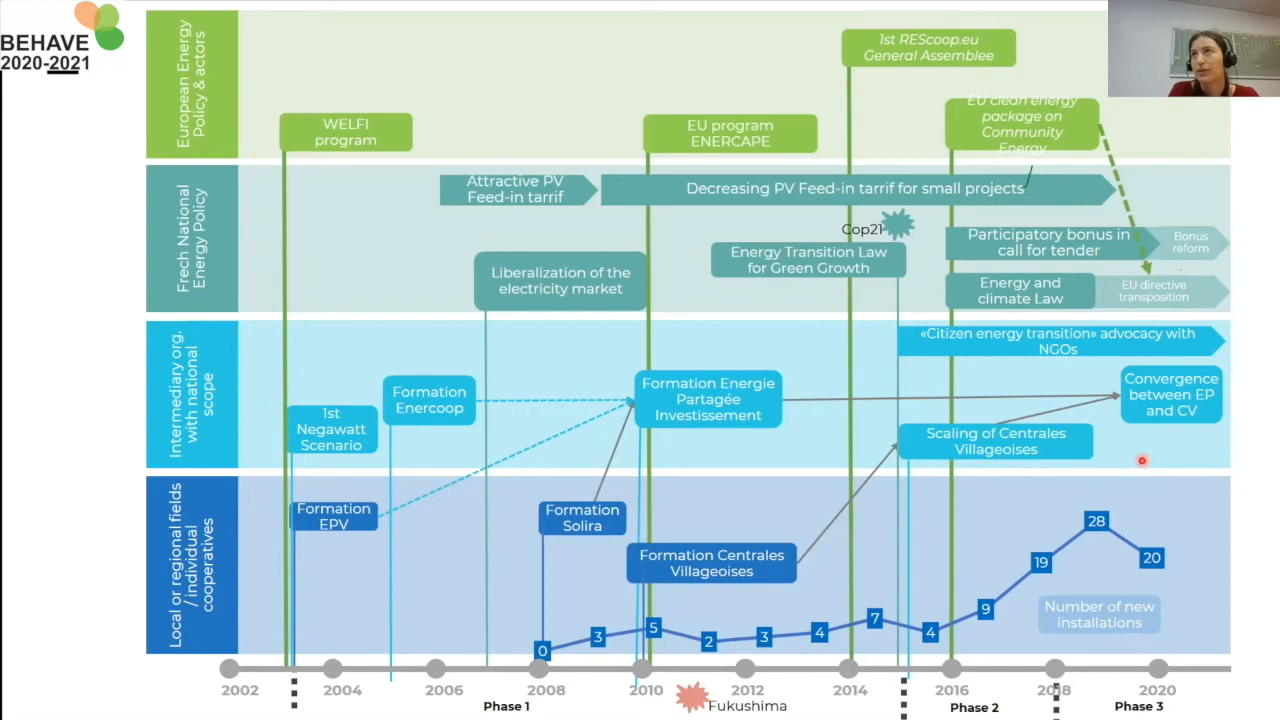 BEHAVE
2020-2021
European Energy
Policy & actors
WELFI
program
EU program
ENERCAPE
1st REScoop.eu
General Assemblee
EU clean energy
package on
Community
Energy
Frech National
Energy Policy
Attractive PV
Feed-in tarrif
Decreasing PV Feed-in tarrif for small projects
Cop21
Liberalization of the
electricity market
Energy Transition Law
for Green Growth
Participatory bonus in
call for tender
Bonus
reform
Energy and
climate Law
EU directive
transposition
Intermediary org.
with national
scope
1st
Negawatt
Scenario
Formation
Enercoop
Formation Energie
Partagée
Investissement
«Citizen energy transition» advocacy with
NGOs
Convergence
between EP
and CV
Scaling of Centrales
Villageoises
Local or regional fields
/ individual
cooperatives
Formation
EPV
Formation
Solira
Formation Centrales
Villageoises
Number of new
installations
0
3
5
2
3
4
7
4
9
19
28
20
2002
2004
2006
2008
2010
2012
2014
2016
2018
2020
Phase 1
Fukushima
Phase 2
Phase 3